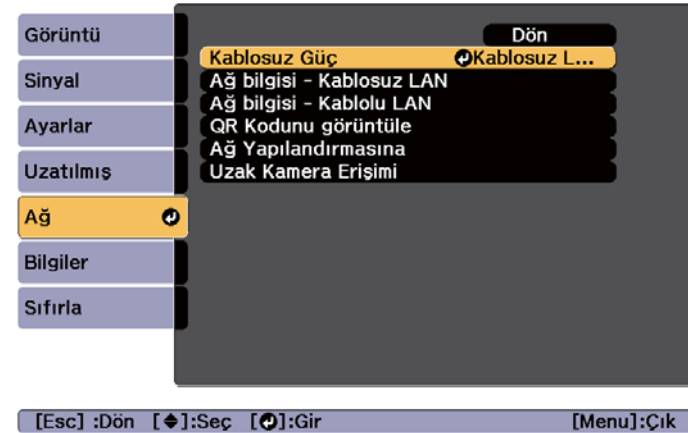 Görüntü
Sinyal
Ayarlar
Uzatılmış
Ağ
Bilgiler
Sıfırla
Dön
Kablosuz Güç Kablosuz L...
Ağ bilgisi - Kablosuz LAN
Ağ bilgisi - Kablolu LAN
QR Kodunu görüntüle
Ağ Yapılandırmasına
Uzak Kamera Erişimi
[Esc] :Dön [◆]:Seç [↵]:Gir [Menu]:Çık